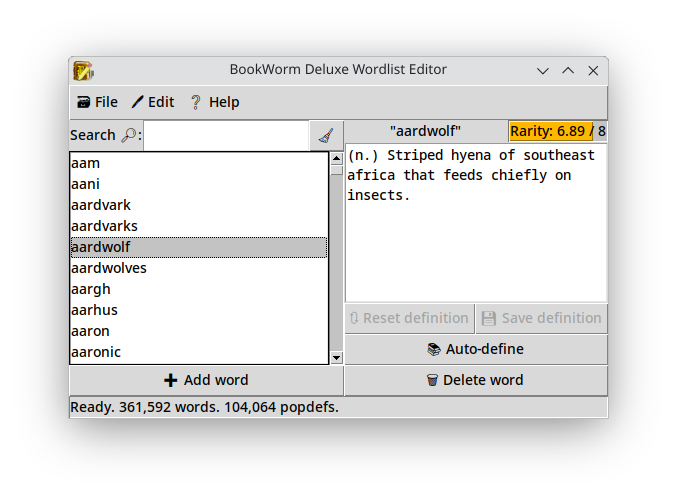 BookWorm Deluxe Wordlist Editor
File Edit Help
Search :
"aardwolf"
Rarity: 6.89 / 8
aam
aani
aardvark
aardvarks
aardwolf
aardwolves
aargh
aarhus
aaron
aaronic
(n.) Striped hyena of southeast
africa that feeds chiefly on
insects.
Reset definition
Save definition
Auto-define
Add word
Delete word
Ready. 361,592 words. 104,064 popdefs.